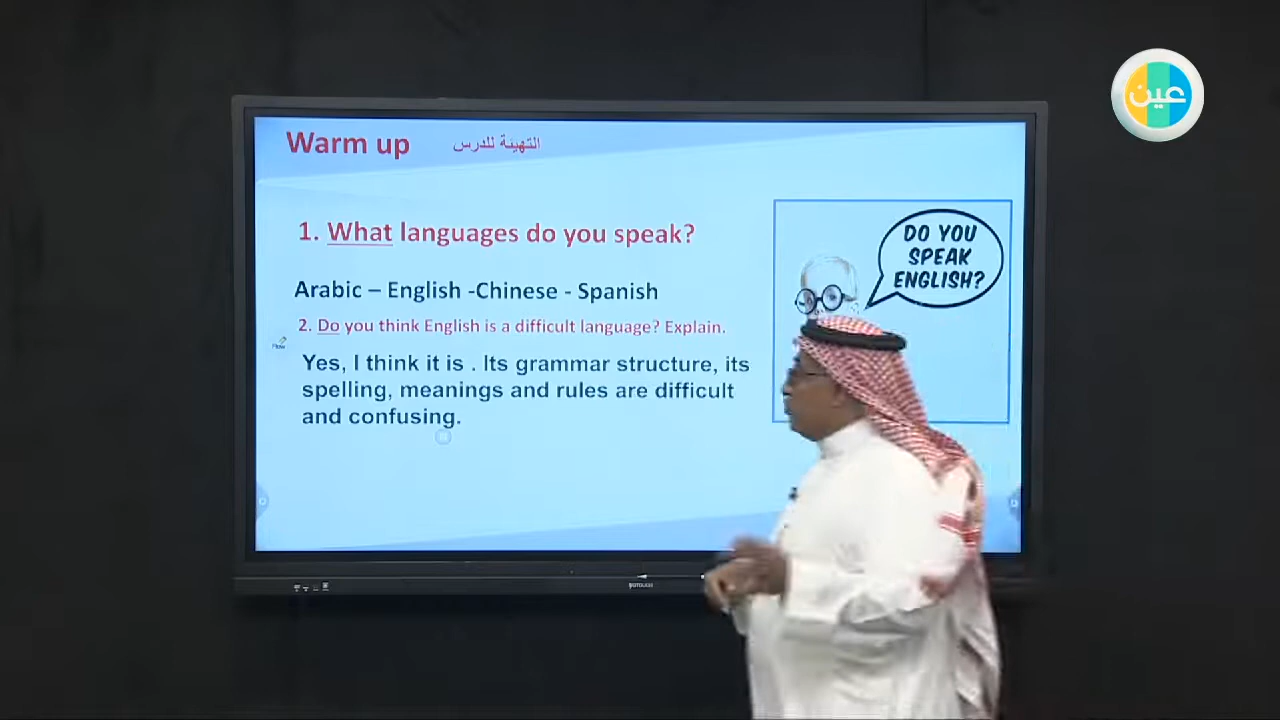 عين
Warm up التهيئة للدرس
1. What languages do you speak?
Arabic – English -Chinese - Spanish
2. Do you think English is a difficult language? Explain.
Yes, I think it is . Its grammar structure, its
spelling, meanings and rules are difficult
and confusing.
DO YOU
SPEAK
ENGLISH?